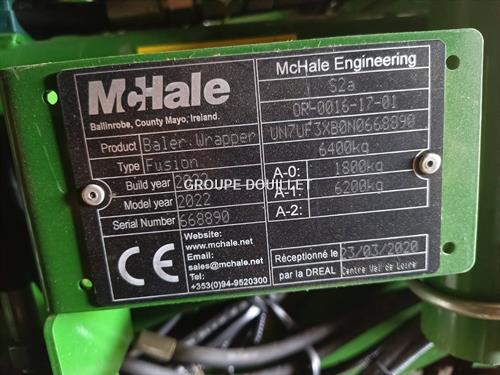 McHale
Ballinrobe, County Mayo, Ireland.
Product Baler.Wrapper
Type Fusion
Build year 2022
Model year 2022
Serial Number 668890
Website:
www.mchale.net
Email:
sales@mchale.net
Tel:
+353(0)94-9520300
CE
McHale Engineering
S2a
OR-0016-17-01
UN7UF3XB0N0668890
6400kg
A-0: 1800kg
A-1: 6200kg
A-2:
Réceptionné le 23/03/2020
par la DREAL Centre Val de Loire
GROUPE DOUILLET